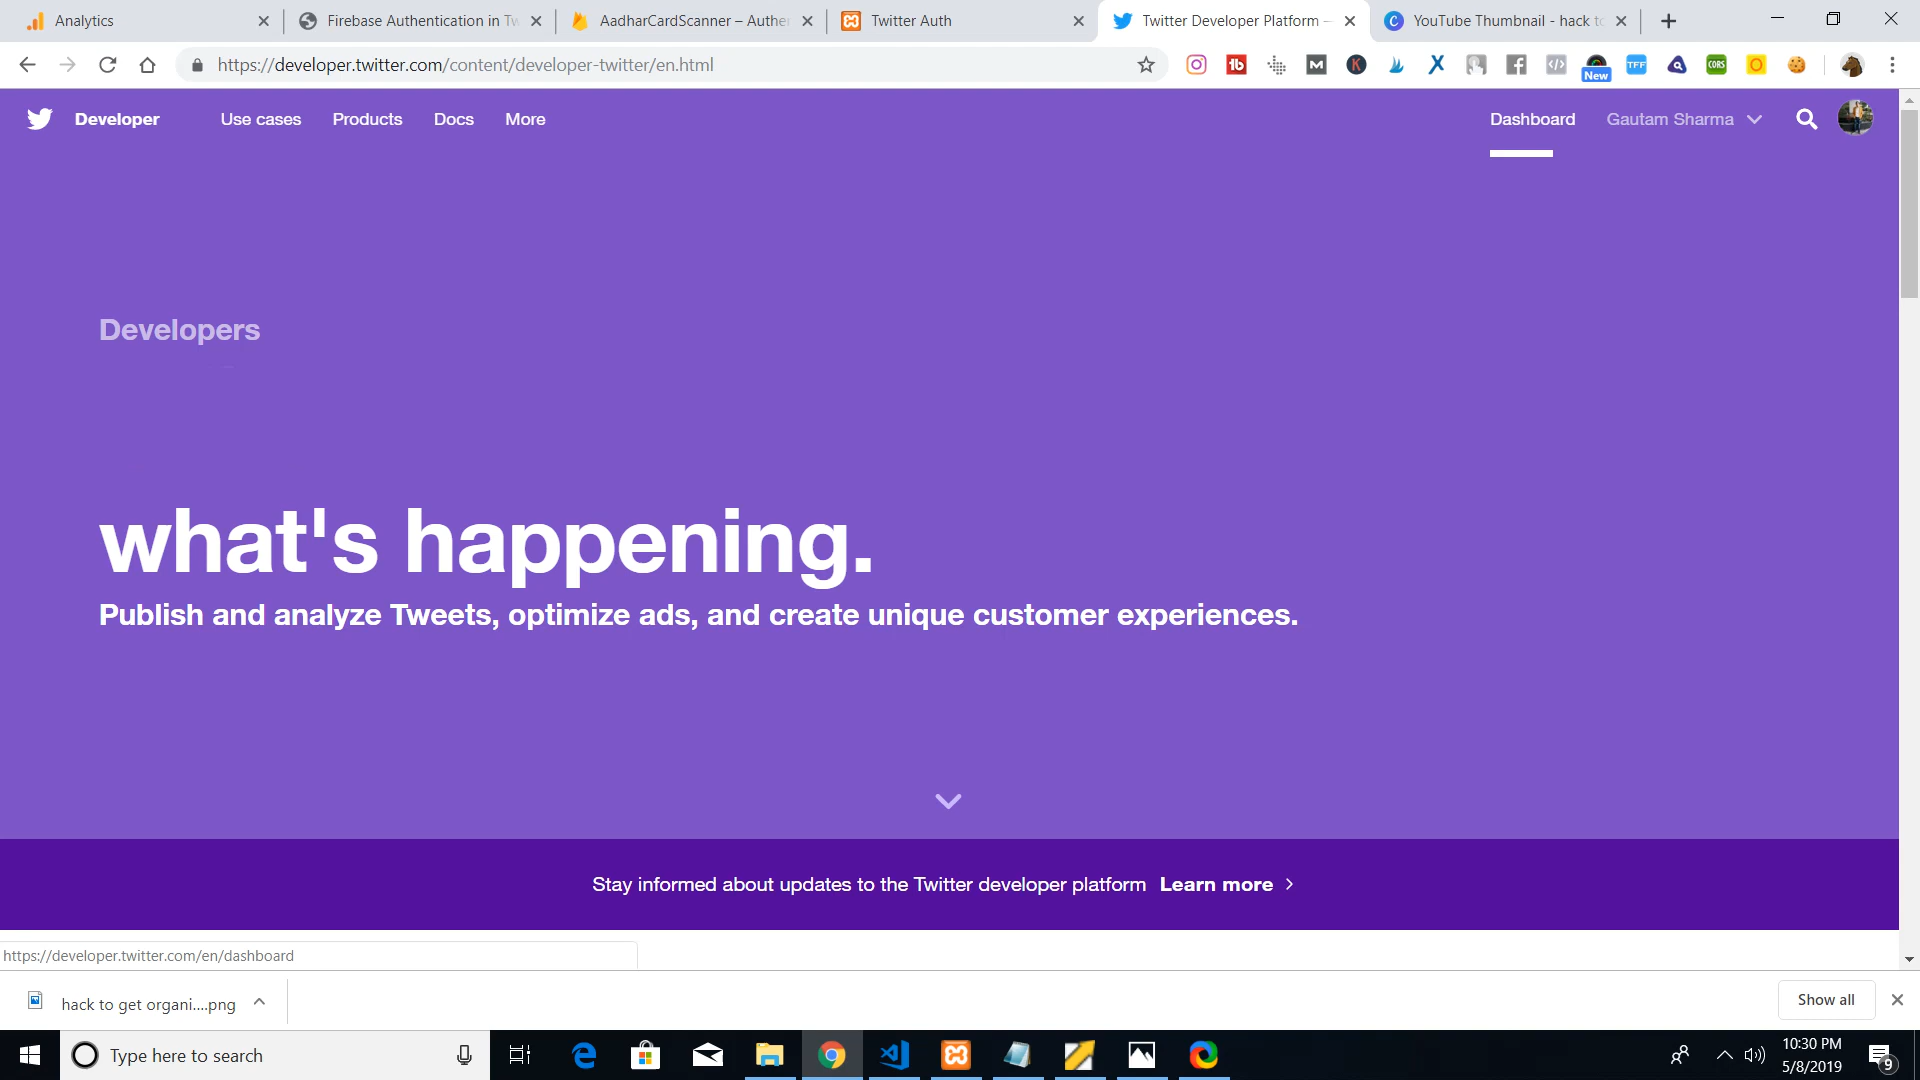 Analytics
Firebase Authentication in Tw
AadharCardScanner – Authe
Twitter Auth
Twitter Developer Platform –
YouTube Thumbnail - hack to
https://developer.twitter.com/content/developer-twitter/en.html
New
TFF
CORS
Developer
Use cases
Products
Docs
More
Dashboard
Gautam Sharma
Developers
what's happening.
Publish and analyze Tweets, optimize ads, and create unique customer experiences.
Stay informed about updates to the Twitter developer platform Learn more
https://developer.twitter.com/en/dashboard
hack to get organi....png
Show all
Type here to search
10:30 PM
5/8/2019
9